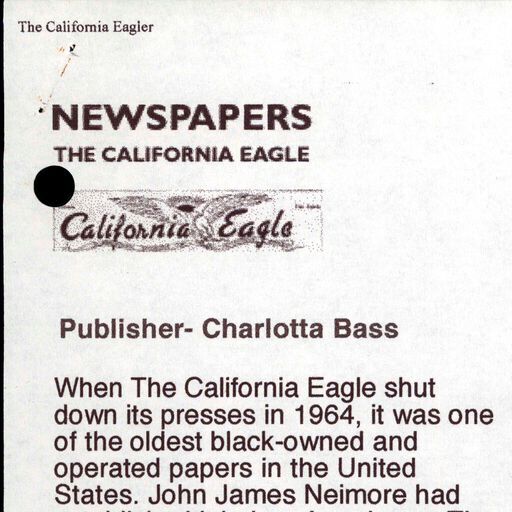 The California Eagler
NEWSPAPERS
THE CALIFORNIA EAGLE
California Eagle
Publisher- Charlotta Bass
When The California Eagle shut
down its presses in 1964, it was one
of the oldest black-owned and
operated papers in the United
States. John James Neimore had